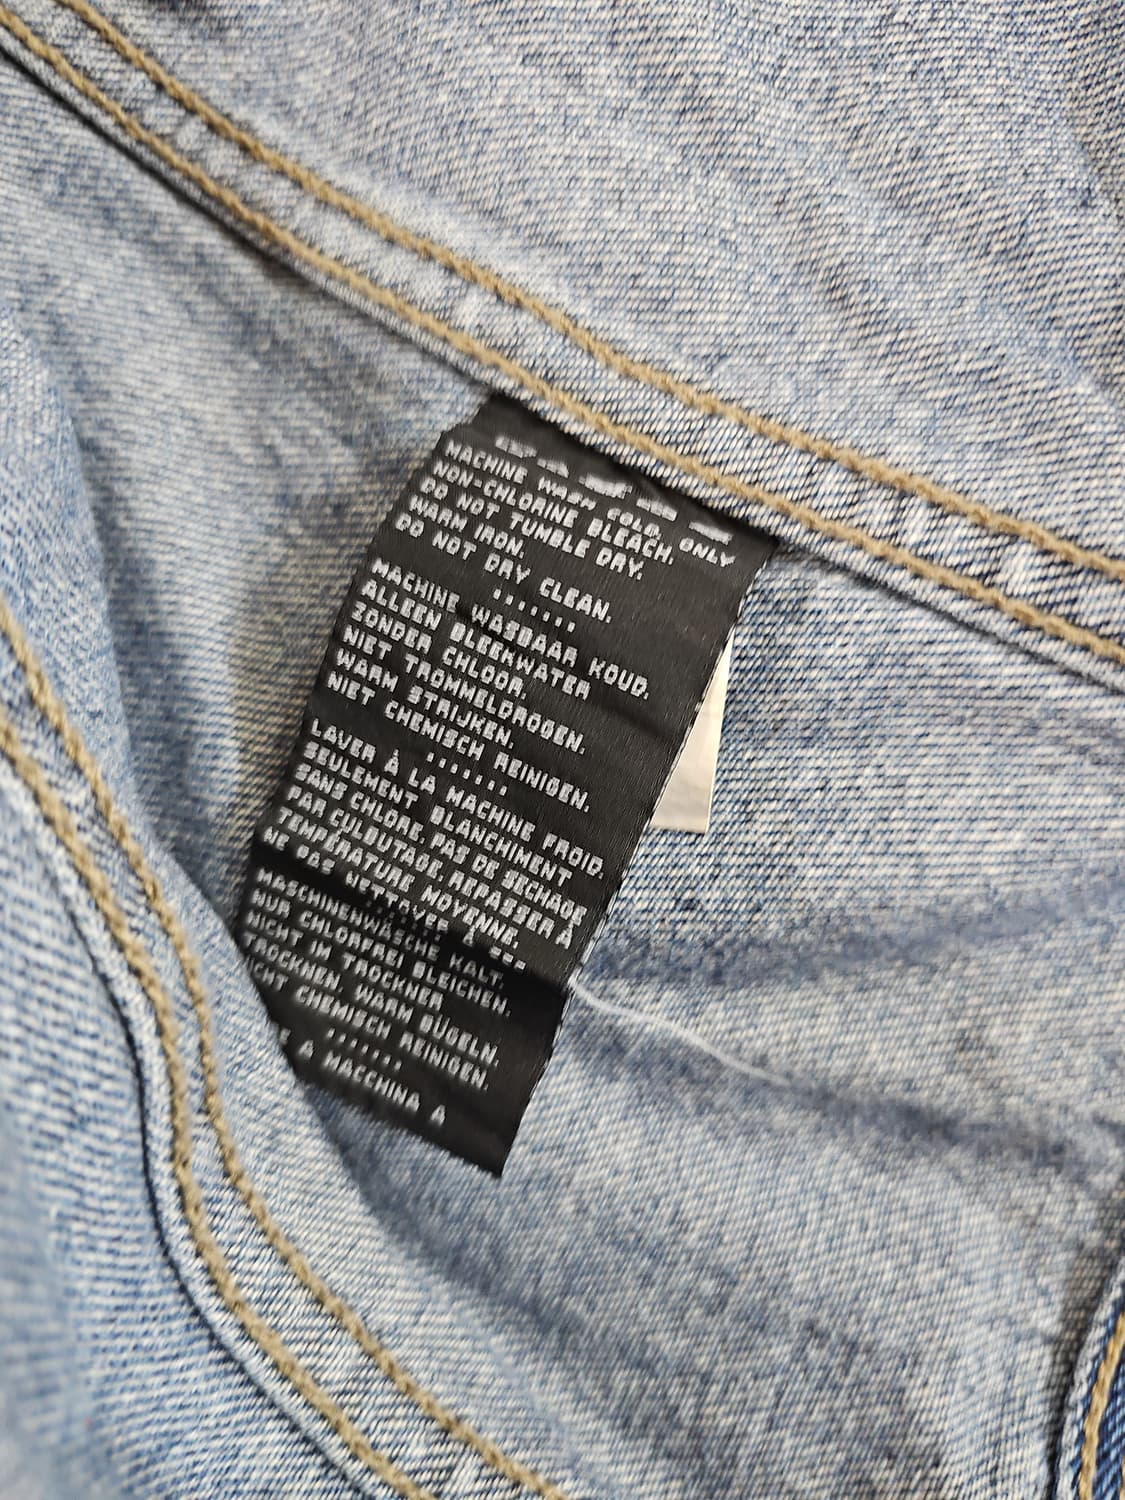 MACHINE WASH COLD. ONLY
NON-CHLORINE BLEACH.
DO NOT TUMBLE DRY.
WARM IRON.
DO NOT DRY CLEAN.
.......
MACHINE WASBAAR KOUD.
ALLEEN BLEEKWATER
ZONDER CHLOOR.
NIET TROMMELDROGEN.
WARM STRIJKEN.
NIET CHEMISCH REINIGEN.
.......
LAVER À LA MACHINE FROID.
SEULEMENT BLANCHIMENT
SANS CHLORE, PAS DE SECHAGE
PAR CULBUTAGE, REPASSER À
TEMPÉRATURE MOYENNE.
NE PAS NETTOYER À
MASCHINENWÄSCHE KALT.
NUR CHLORFREI BLEICHEN.
NICHT IM TROCKNER
TROCKNEN. WARM BÜGELN.
CHEMISCH REINIGEN.
.......
À MACCHINA A